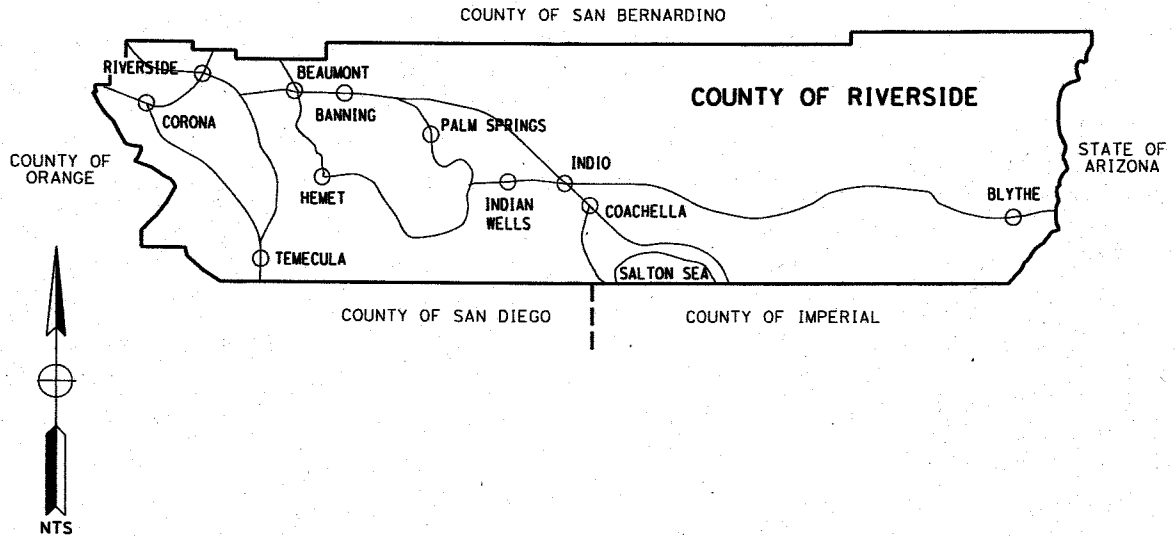 COUNTY OF SAN BERNARDINO
RIVERSIDE
BEAUMONT
BANNING
COUNTY OF RIVERSIDE
CORONA
PALM SPRINGS
COUNTY OF
ORANGE
STATE OF
ARIZONA
INDIO
HEMET
INDIAN
WELLS
COACHELLA
BLYTHE
TEMECULA
SALTON SEA
COUNTY OF SAN DIEGO
COUNTY OF IMPERIAL
NTS